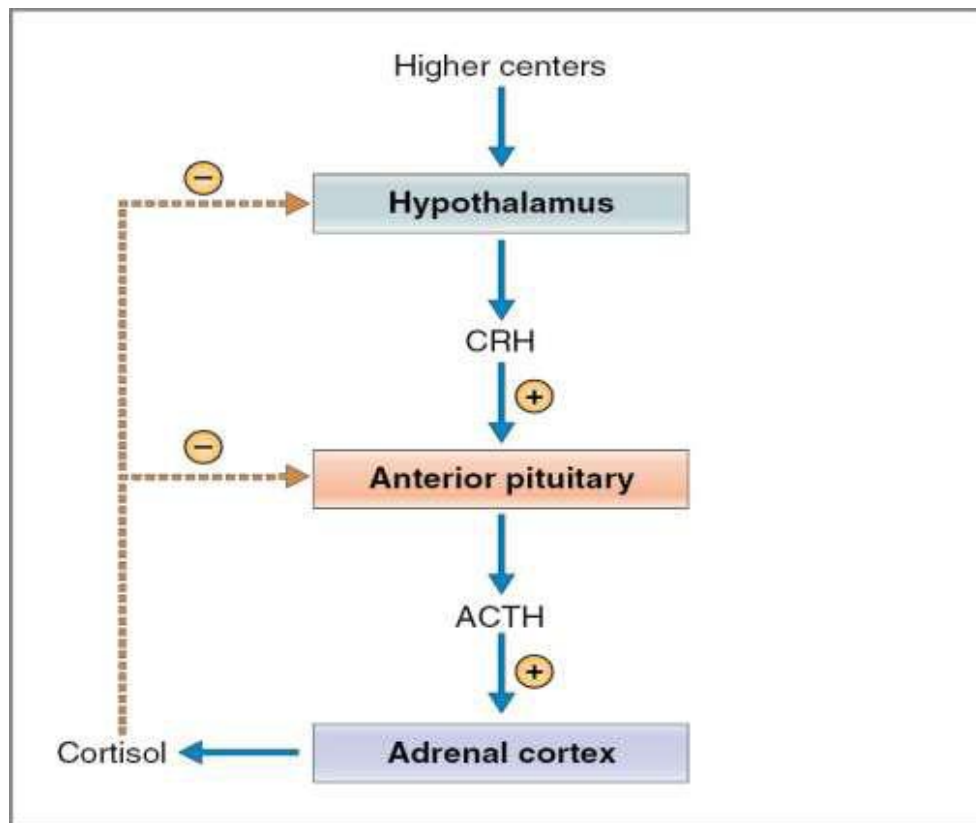 Higher centers
−
Hypothalamus
CRH
+
−
Anterior pituitary
ACTH
+
Cortisol
Adrenal cortex